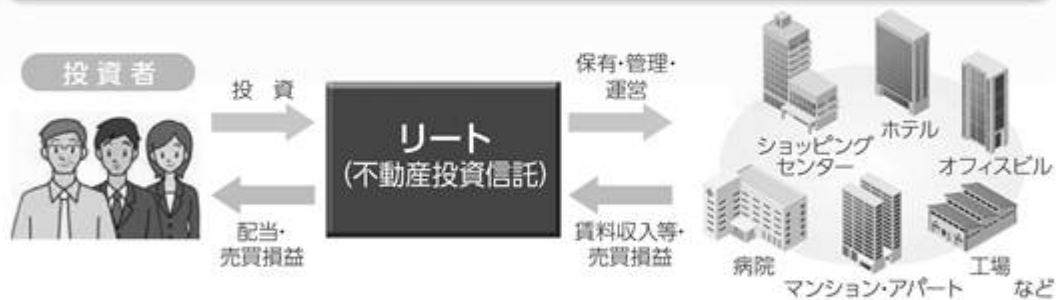 投資者
投 資
配当・
売買損益
リート
(不動産投資信託)
保有・管理・
運営
賃料収入等・
売買損益
ショッピング
センター
ホテル
オフィスビル
病院
マンション・アパート
工場
など